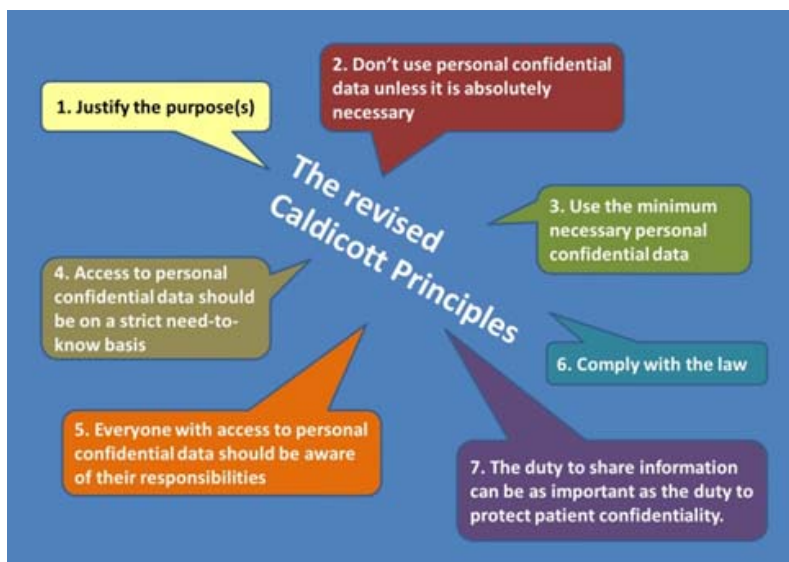 1. Justify the purpose(s)
2. Don't use personal confidential
data unless it is absolutely
necessary
The revised
Caldicott Principles
3. Use the minimum
necessary personal
confidential data
4. Access to personal
confidential data should
be on a strict need-to-
know basis
6. Comply with the law
5. Everyone with access to personal
confidential data should be aware
of their responsibilities
7. The duty to share information
can be as important as the duty to
protect patient confidentiality.